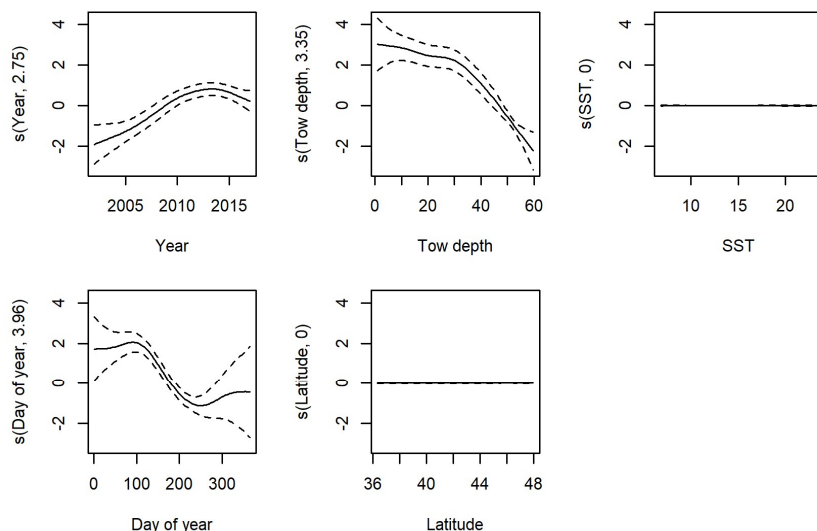 s(Year, 2.75)
4
2
0
-2
2005 2010 2015
Year
s(Tow depth, 3.35)
4
2
0
-2
0 20 40 60
Tow depth
s(SST, 0)
4
2
0
-2
10 15 20
SST
s(Day of year, 3.96)
4
2
0
-2
0 100 200 300
Day of year
s(Latitude, 0)
4
2
0
-2
36 40 44 48
Latitude